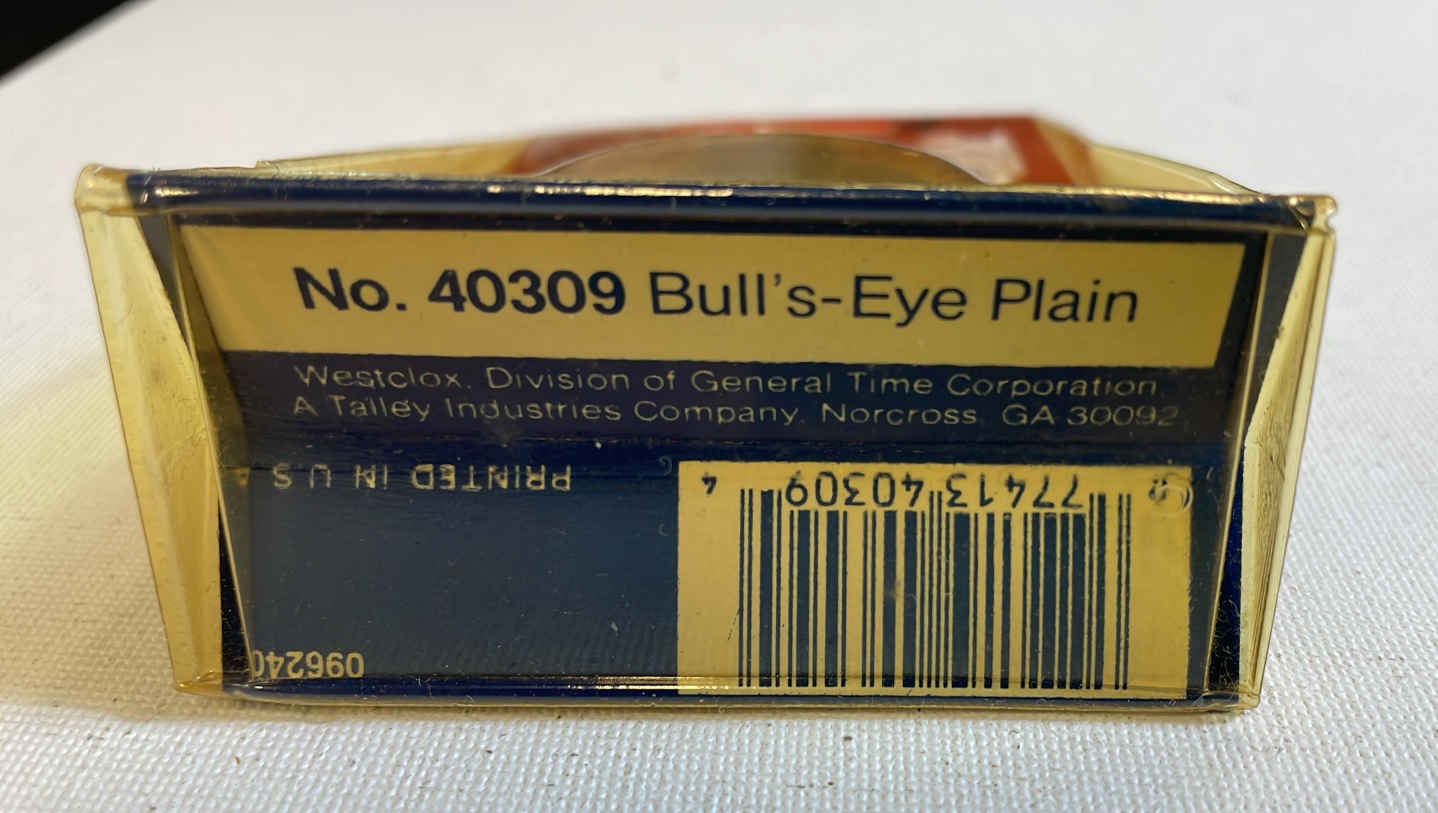 No. 40309 Bull's-Eye Plain
Westclox, Division of General Time Corporation,
A Talley Industries Company, Norcross, GA 30092
PRINTED IN U.S.A
0 77413 40309 4
096240